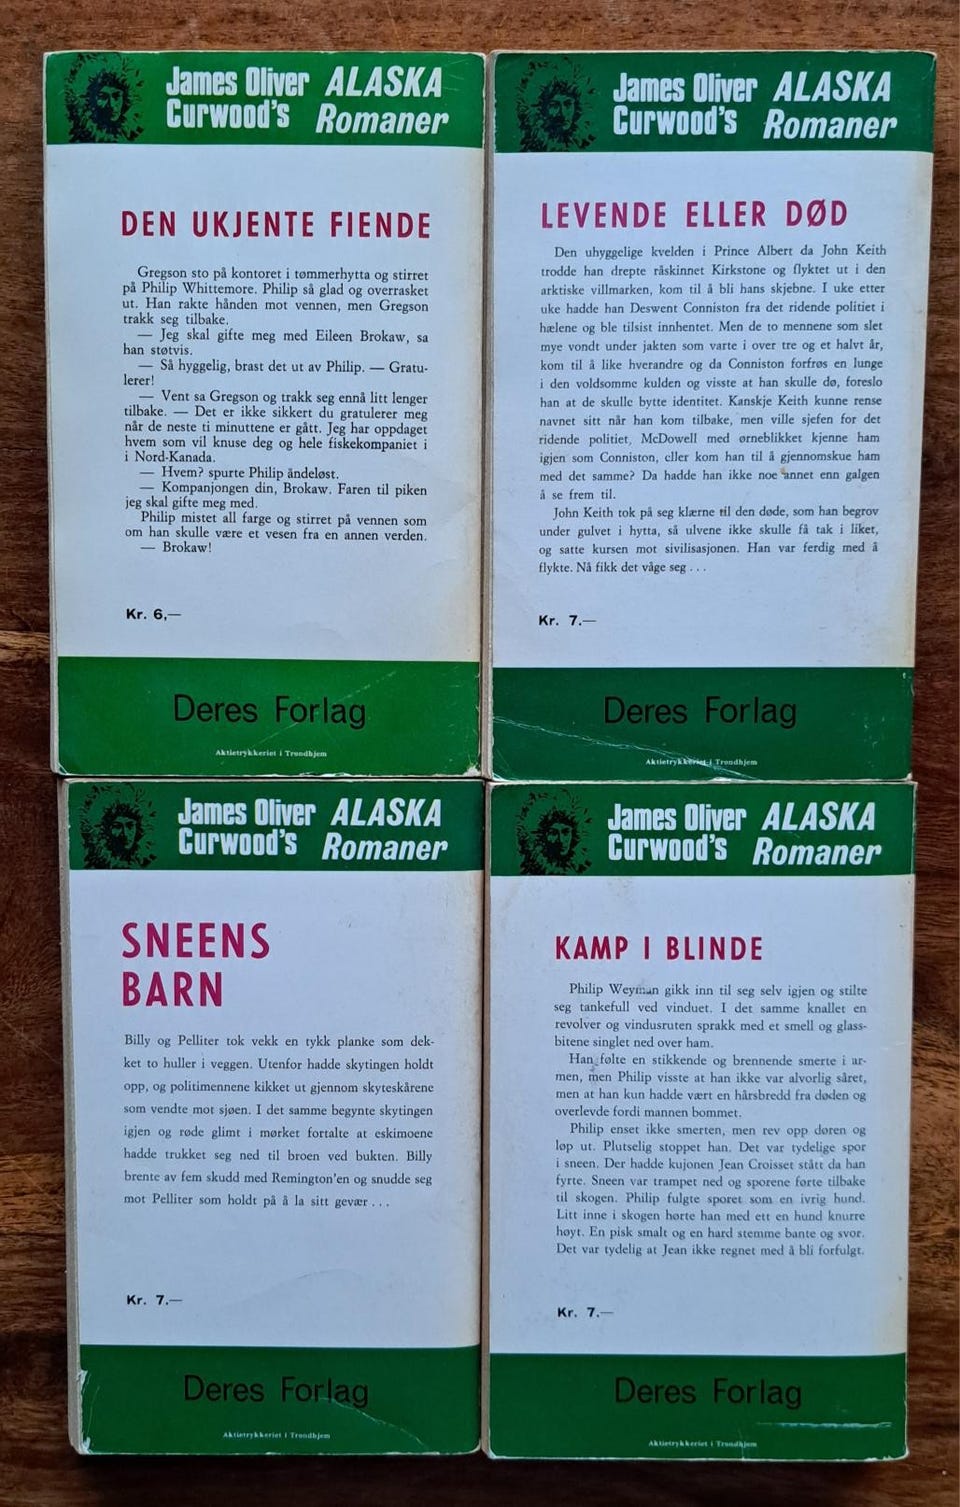 James Oliver ALASKA
Curwood's Romaner
DEN UKJENTE FIENDE
Gregson sto på kontoret i tømmerhytta og stirret
på Philip Whittemore. Philip så glad og overrasket
ut. Han rakte hånden mot vennen, men Gregson
trakk seg tilbake.
— Jeg skal gifte meg med Eileen Brokaw, sa
han støtvis.
— Så hyggelig, brast det ut av Philip. — Gratu-
lerer!
— Vent sa Gregson og trakk seg ennå litt lenger
tilbake. — Det er ikke sikkert du gratulerer meg
når de neste ti minuttene er gått. Jeg har oppdaget
hvem som vil knuse deg og hele fiskekompaniet i
i Nord-Kanada.
— Hvem? spurte Philip åndeløst.
— Kompanjongen din, Brokaw. Faren til piken
jeg skal gifte meg med.
Philip mistet all farge og stirret på vennen som
om han skulle være et vesen fra en annen verden.
— Brokaw!
Kr. 6,—
Deres Forlag
Aktietrykkeriet i Trondhjem
James Oliver ALASKA
Curwood's Romaner
LEVENDE ELLER DØD
Den uhyggelige kvelden i Prince Albert da John Keith
trodde han drepte råskinnet Kirkstone og flyktet ut i den
arktiske villmarken, kom til å bli hans skjebne. I uke etter
uke hadde han Deswent Conniston fra det ridende politiet i
hælene og ble tilsist innhentet. Men de to mennene som slet
mye vondt under jakten som varte i over tre og et halvt år,
kom til å like hverandre og da Conniston forfrøs en lunge
i den voldsomme kulden og visste at han skulle dø, foreslo
han at de skulle bytte identitet. Kanskje Keith kunne rense
navnet sitt når han kom tilbake, men ville sjefen for det
ridende politiet, McDowell med ørneblikket kjenne ham
igjen som Conniston, eller kom han til å gjennomskue ham
med det samme? Da hadde han ikke noe annet enn galgen
å se frem til.
John Keith tok på seg klærne til den døde, som han begrov
under gulvet i hytta, så ulvene ikke skulle få tak i liket,
og satte kursen mot sivilisasjonen. Han var ferdig med å
flykte. Nå fikk det våge seg . . .
Kr. 7.—
Deres Forlag
Aktietrykkeriet i Trondhjem
James Oliver ALASKA
Curwood's Romaner
SNEENS
BARN
Billy og Pelliter tok vekk en tykk planke som dek-
ket to huller i veggen. Utenfor hadde skytingen holdt
opp, og politimennene kikket ut gjennom skyteskårene
som vendte mot sjøen. I det samme begynte skytingen
igjen og røde glimt i mørket fortalte at eskimoene
hadde trukket seg ned til broen ved bukten. Billy
brente av fem skudd med Remington'en og snudde seg
mot Pelliter som holdt på å la sitt gevær . . .
Kr. 7.—
Deres Forlag
Aktietrykkeriet i Trondhjem
James Oliver ALASKA
Curwood's Romaner
KAMP I BLINDE
Philip Weyman gikk inn til seg selv igjen og stilte
seg tankefull ved vinduet. I det samme knallet en
revolver og vindusruten sprakk med et smell og glass-
bitene singlet ned over ham.
Han følte en stikkende og brennende smerte i ar-
men, men Philip visste at han ikke var alvorlig såret,
men at han kun hadde vært en hårsbredd fra døden og
overlevde fordi mannen bommet.
Philip enset ikke smerten, men rev opp døren og
løp ut. Plutselig stoppet han. Det var tydelige spor
i sneen. Der hadde kujonen Jean Croisset stått da han
fyrte. Sneen var trampet ned og sporene førte tilbake
til skogen. Philip fulgte sporet som en ivrig hund.
Litt inne i skogen hørte han med ett en hund knurre
høyt. En pisk smalt og en hard stemme bante og svor.
Det var tydelig at Jean ikke regnet med å bli forfulgt.
Kr. 7.—
Deres Forlag
Aktietrykkeriet i Trondhjem